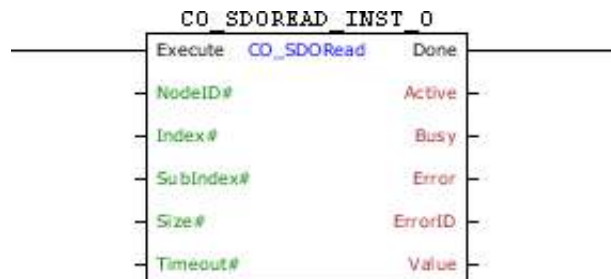 CO_SDOREAD_INST_0
Execute CO_SDORead Done
NodeID# Active
Index# Busy
SubIndex# Error
Size# ErrorID
Timeout# Value